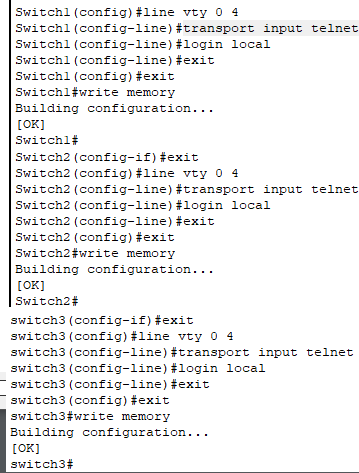 Switch1(config)#line vty 0 4
Switch1(config-line)#transport input telnet
Switch1(config-line)#login local
Switch1(config-line)#exit
Switch1(config)#exit
Switch1#write memory
Building configuration...
[OK]
Switch1#
Switch2(config-if)#exit
Switch2(config)#line vty 0 4
Switch2(config-line)#transport input telnet
Switch2(config-line)#login local
Switch2(config-line)#exit
Switch2(config)#exit
Switch2#write memory
Building configuration...
[OK]
Switch2#
switch3(config-if)#exit
switch3(config)#line vty 0 4
switch3(config-line)#transport input telnet
switch3(config-line)#login local
switch3(config-line)#exit
switch3(config)#exit
switch3#write memory
Building configuration...
[OK]
switch3#